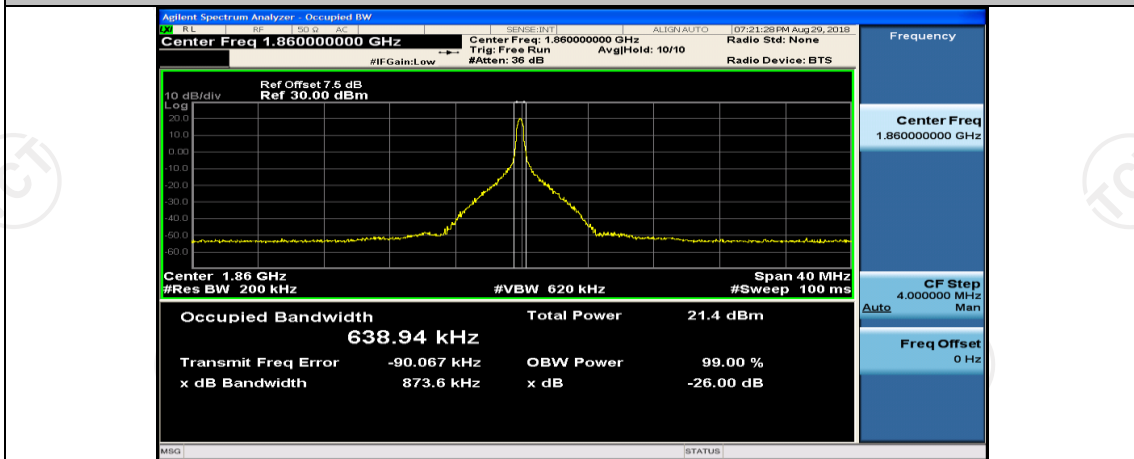 Agilent Spectrum Analyzer - Occupied BW
RL RF 50 Ω AC SENSE:INT ALIGN AUTO 07:21:28 PM Aug 29, 2018
Center Freq 1.860000000 GHz
Center Freq: 1.860000000 GHz
Radio Std: None
Trig: Free Run Avg|Hold: 10/10
#IFGain:Low
#Atten: 36 dB
Radio Device: BTS
Frequency
Ref Offset 7.5 dB
10 dB/div Ref 30.00 dBm
Log
20.0
10.0
0.00
-10.0
-20.0
-30.0
-40.0
-50.0
-60.0
Center 1.86 GHz
Span 40 MHz
#Res BW 200 kHz
#VBW 620 kHz
#Sweep 100 ms
Center Freq
1.860000000 GHz
CF Step
4.000000 MHz
Auto Man
Freq Offset
0 Hz
Occupied Bandwidth
638.94 kHz
Total Power 21.4 dBm
Transmit Freq Error -90.067 kHz
OBW Power 99.00 %
x dB Bandwidth 873.6 kHz
x dB -26.00 dB
MSG
STATUS
TCT
TC